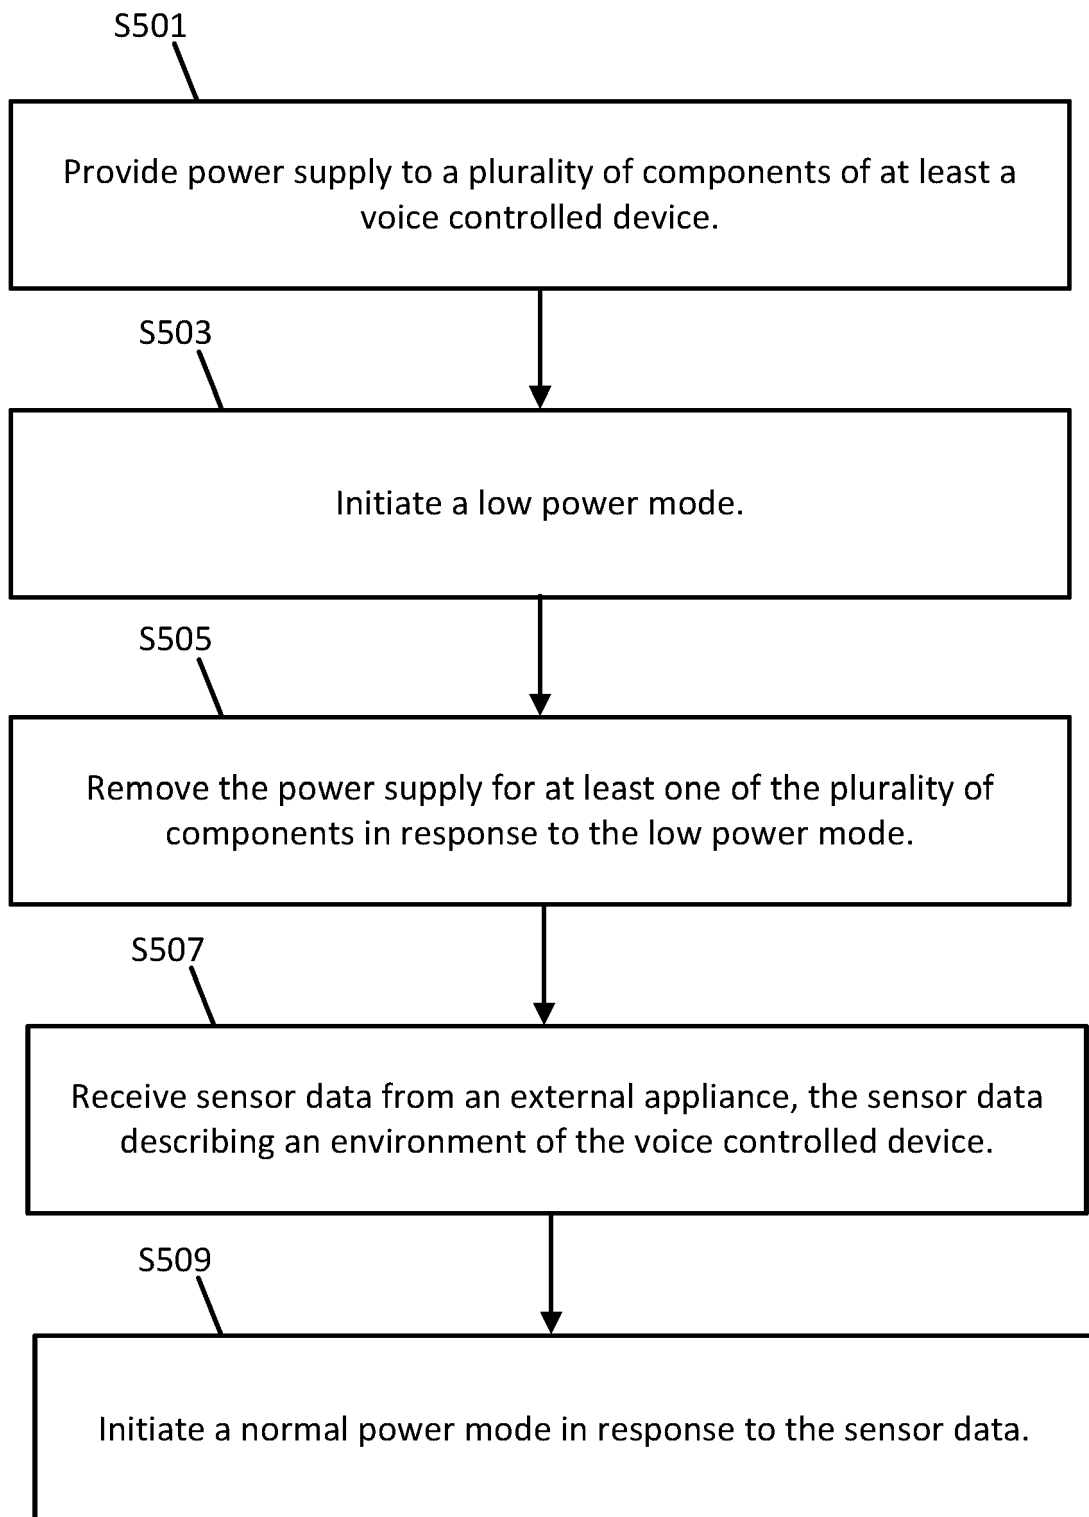 S501
Provide power supply to a plurality of components of at least a
voice controlled device.
S503
Initiate a low power mode.
S505
Remove the power supply for at least one of the plurality of
components in response to the low power mode.
S507
Receive sensor data from an external appliance, the sensor data
describing an environment of the voice controlled device.
S509
Initiate a normal power mode in response to the sensor data.